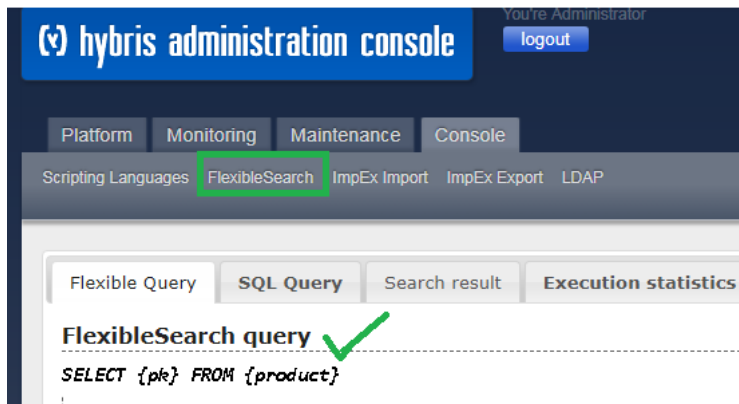 You're Administrator
(y) hybris administration console
logout
Platform Monitoring Maintenance Console
Scripting Languages FlexibleSearch ImpEx Import ImpEx Export LDAP
Flexible Query SQL Query Search result Execution statistics
FlexibleSearch query
SELECT {pk} FROM {product}